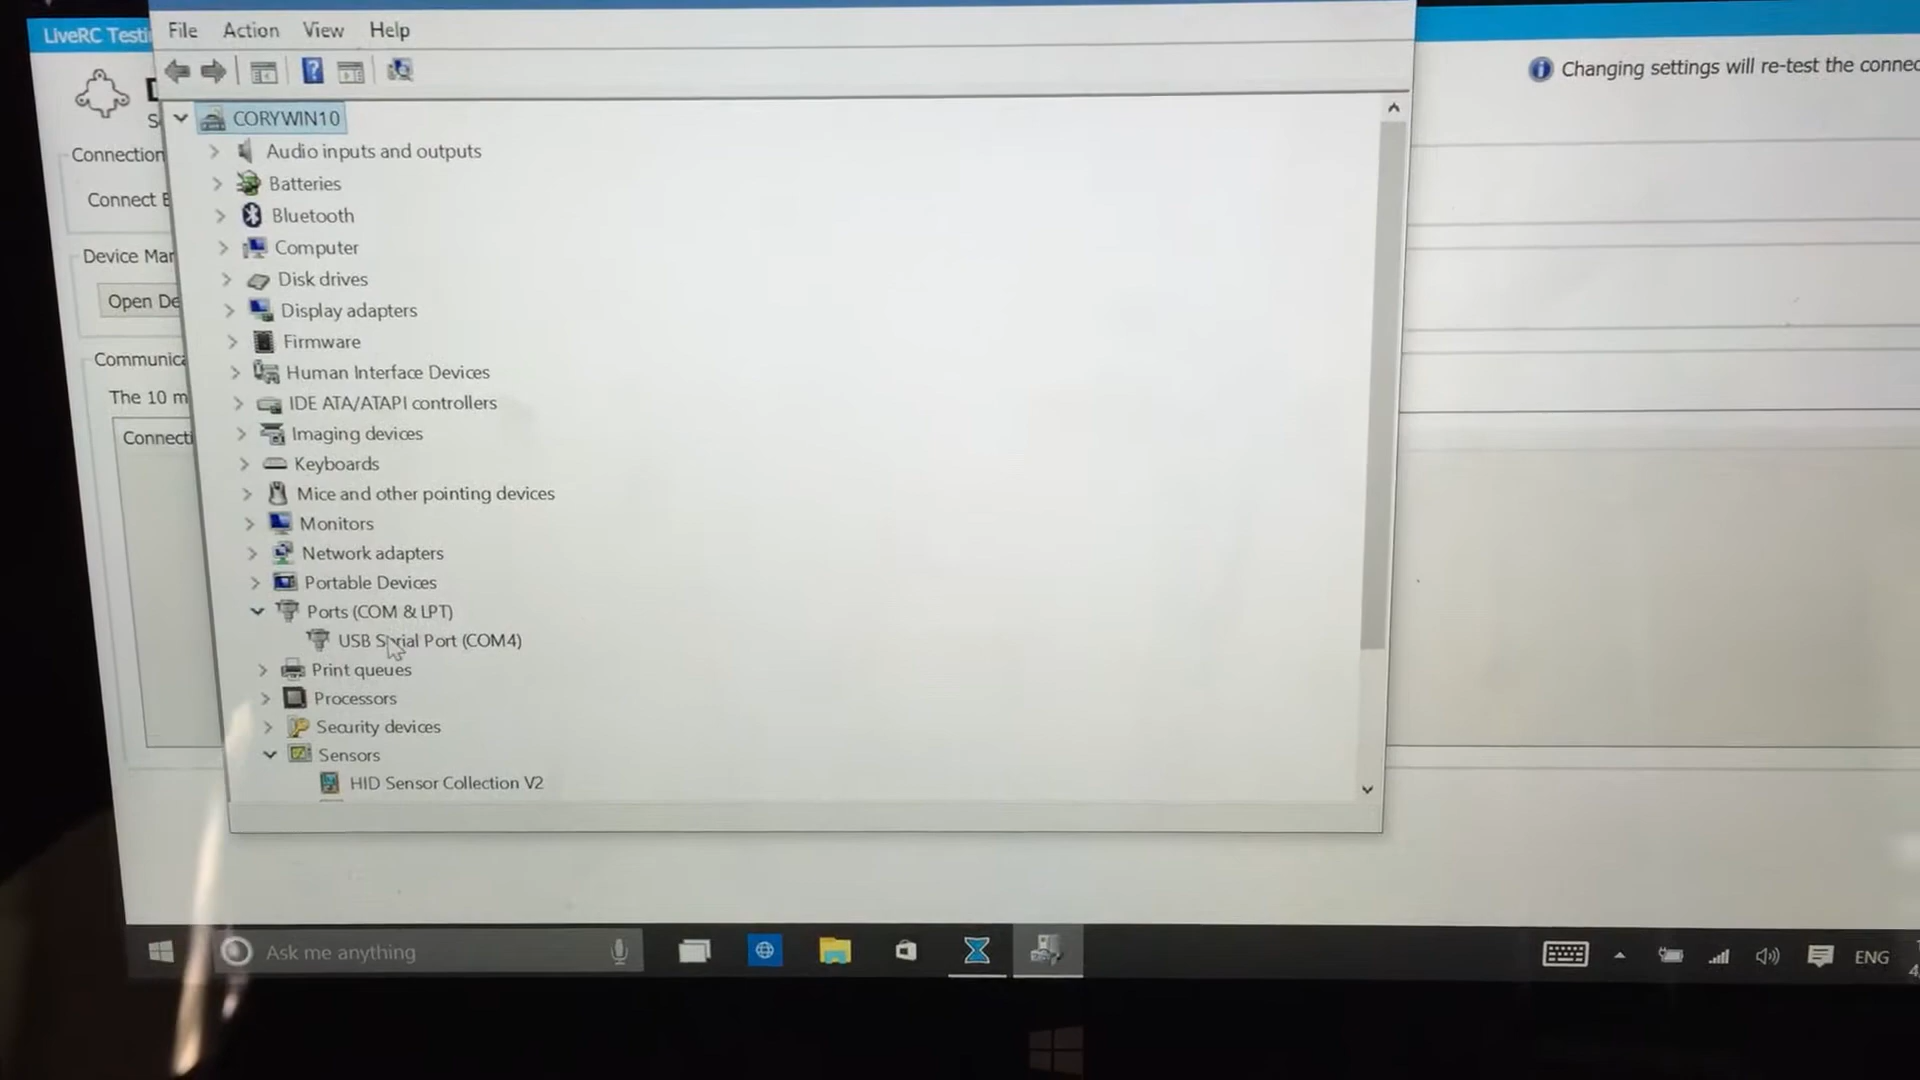 LiveRC Testi
File Action View Help
Changing settings will re-test the connec
CORYWIN10
Audio inputs and outputs
Connection
Batteries
Connect E
Bluetooth
Computer
Device Mar
Disk drives
Open De
Display adapters
Firmware
Communica
Human Interface Devices
The 10 m
IDE ATA/ATAPI controllers
Connecti
Imaging devices
Keyboards
Mice and other pointing devices
Monitors
Network adapters
Portable Devices
Ports (COM & LPT)
USB Serial Port (COM4)
Print queues
Processors
Security devices
Sensors
HID Sensor Collection V2
Ask me anything
ENG